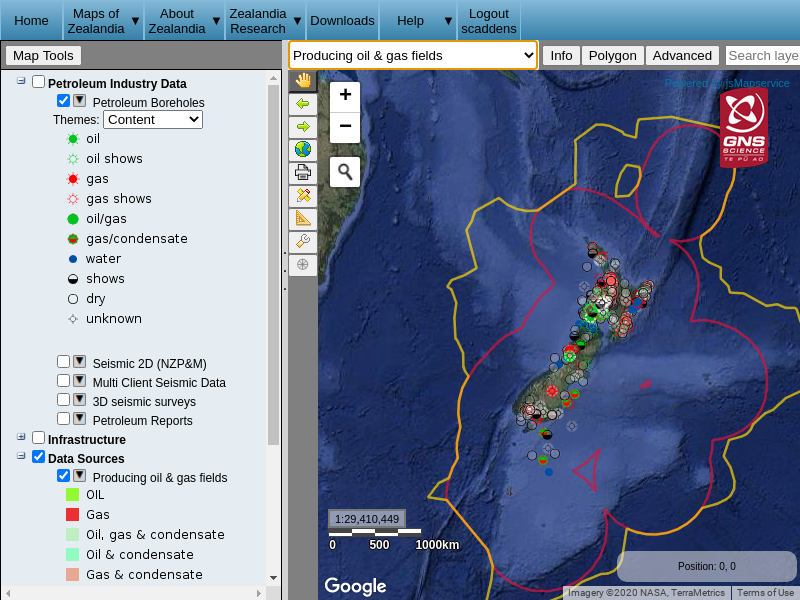 Home
Maps of
Zealandia ▼
About
Zealandia ▼
Zealandia
Research ▼
Downloads
Help ▼
Logout
scaddens
Map Tools
Producing oil & gas fields
Info
Polygon
Advanced
Search laye
Petroleum Industry Data
Petroleum Boreholes
Themes: Content
oil
oil shows
gas
gas shows
oil/gas
gas/condensate
water
shows
dry
unknown
Seismic 2D (NZP&M)
Multi Client Seismic Data
3D seismic surveys
Petroleum Reports
Infrastructure
Data Sources
Producing oil & gas fields
OIL
Gas
Oil, gas & condensate
Oil & condensate
Gas & condensate
+
−
Powered by jsMapservice
GNS
SCIENCE
TE PŪ AO
1:29,410,449
0 500 1000km
Google
Position: 0, 0
Imagery ©2020 NASA, TerraMetrics
Terms of Use